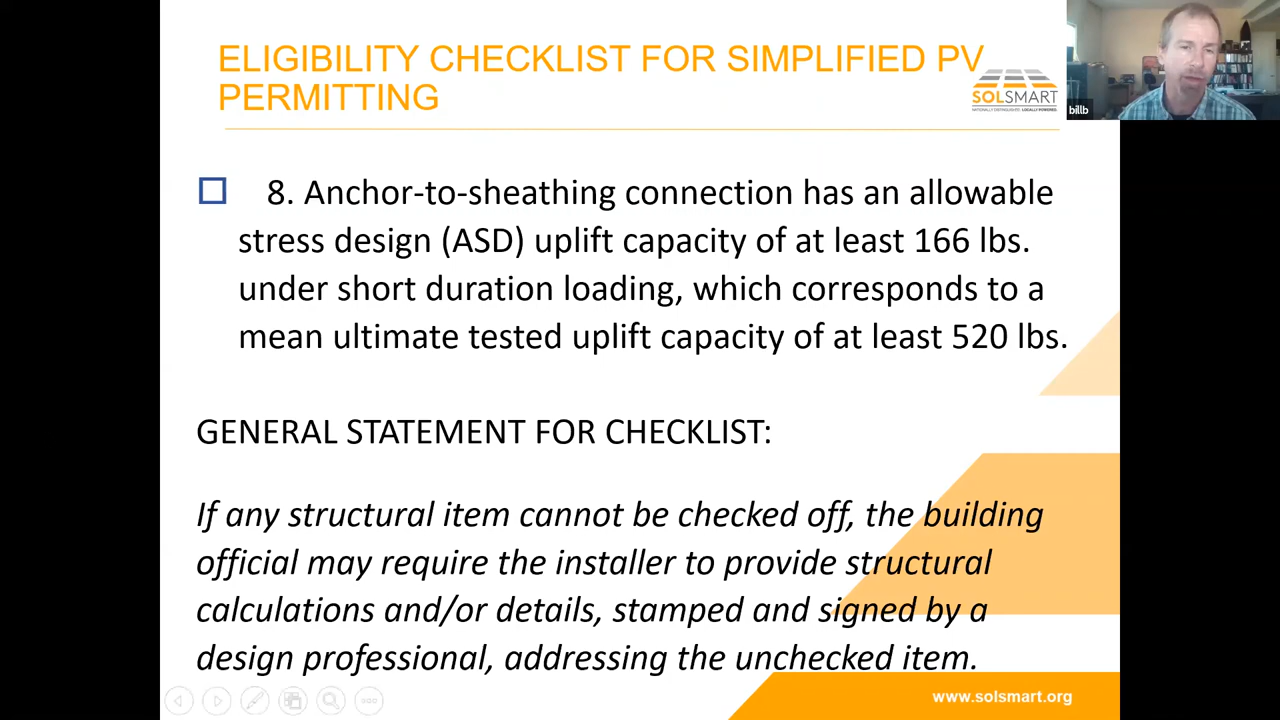 ELIGIBILITY CHECKLIST FOR SIMPLIFIED PV
PERMITTING
SOLSMART
NATIONALLY DISTINGUISHED. LOCALLY POWERED.
billb
8. Anchor-to-sheathing connection has an allowable
stress design (ASD) uplift capacity of at least 166 lbs.
under short duration loading, which corresponds to a
mean ultimate tested uplift capacity of at least 520 lbs.
GENERAL STATEMENT FOR CHECKLIST:
If any structural item cannot be checked off, the building
official may require the installer to provide structural
calculations and/or details, stamped and signed by a
design professional, addressing the unchecked item.
www.solsmart.org